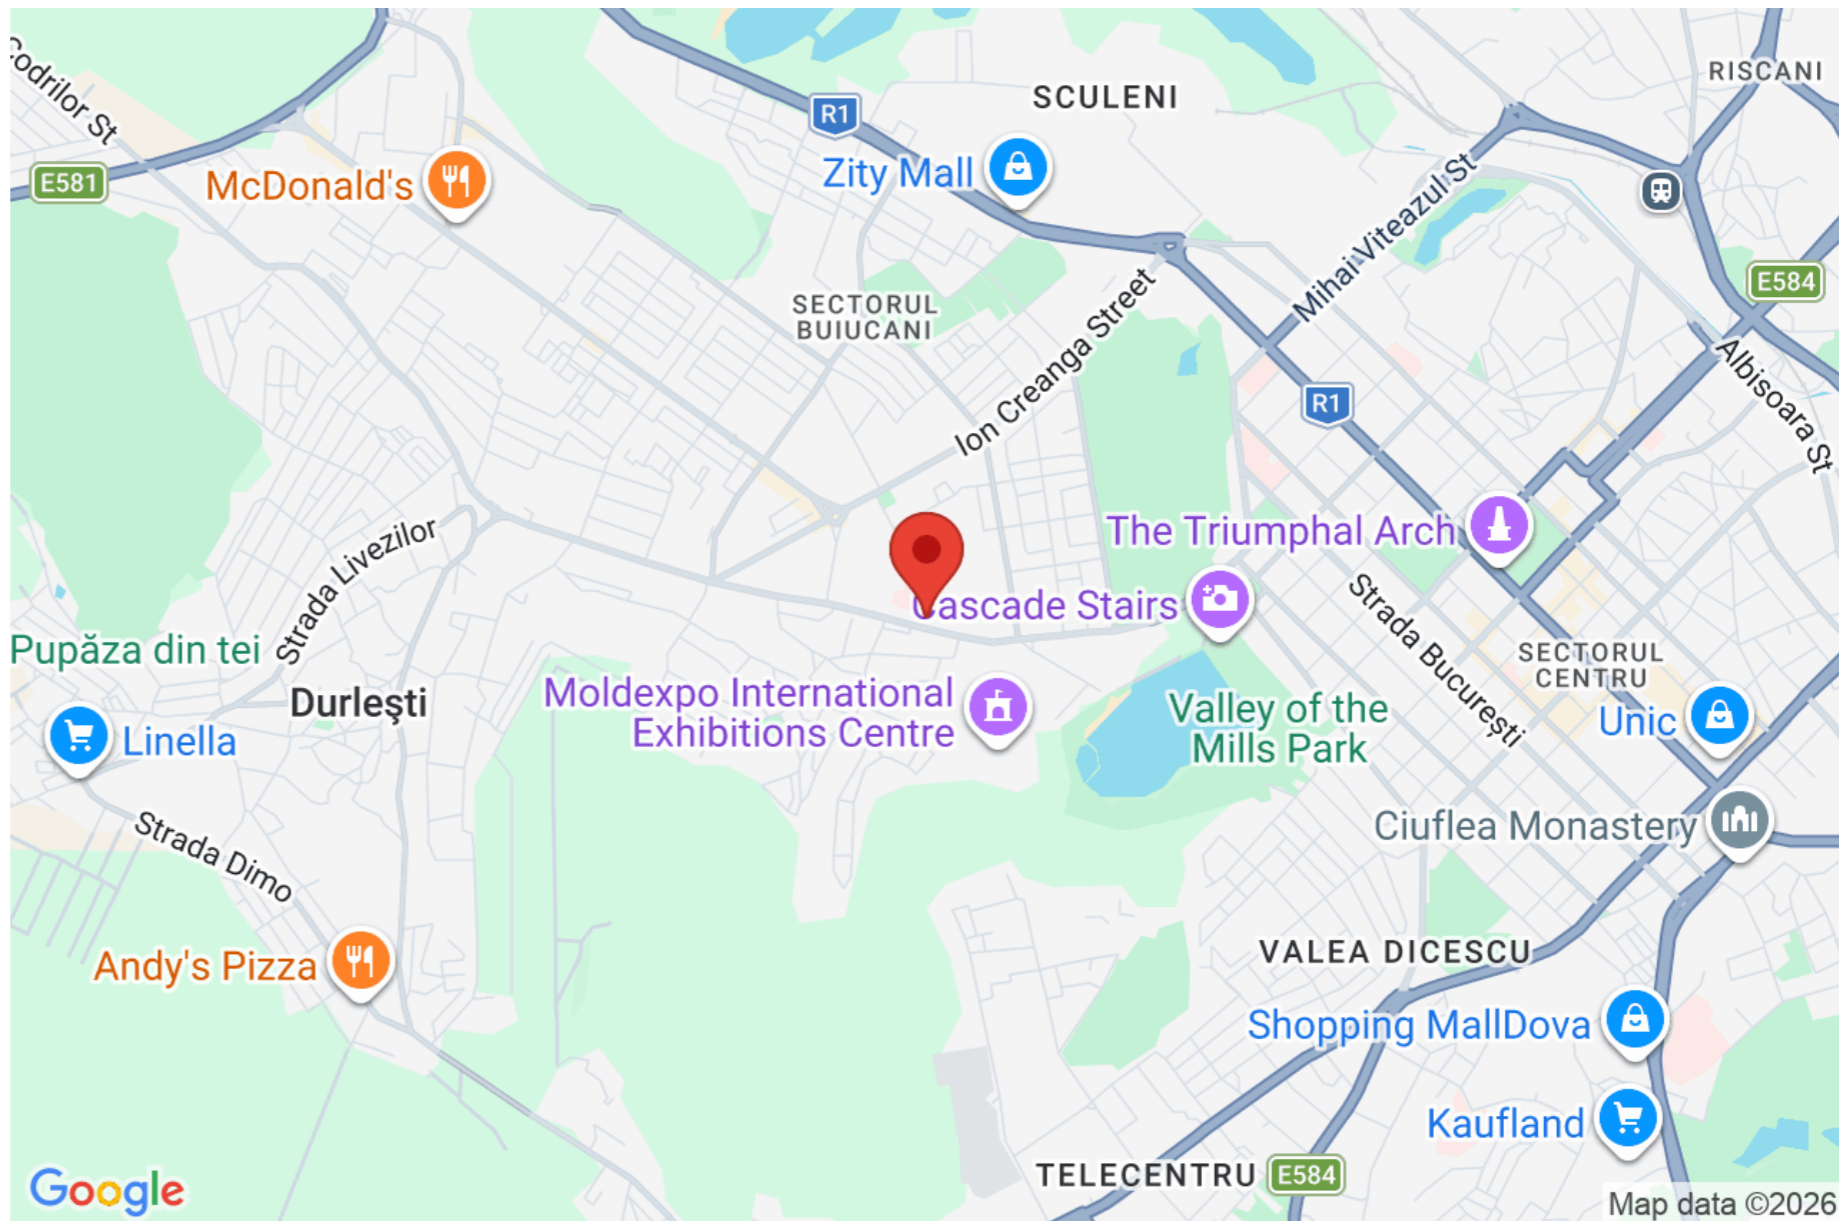 Codrilor St
E581
McDonald's
R1
SCULENI
Zity Mall
RISCANI
Mihai Viteazul St
E584
SECTORUL
BUIUCANI
Ion Creanga Street
Albisoara St
R1
The Triumphal Arch
Cascade Stairs
Strada București
Strada Livezilor
Pupăza din tei
Durleşti
Linella
Moldexpo International
Exhibitions Centre
Valley of the
Mills Park
SECTORUL
CENTRU
Unic
Ciuflea Monastery
Strada Dimo
Andy's Pizza
VALEA DICESCU
Shopping MallDova
Kaufland
TELECENTRU
E584
Google
Map data ©2026